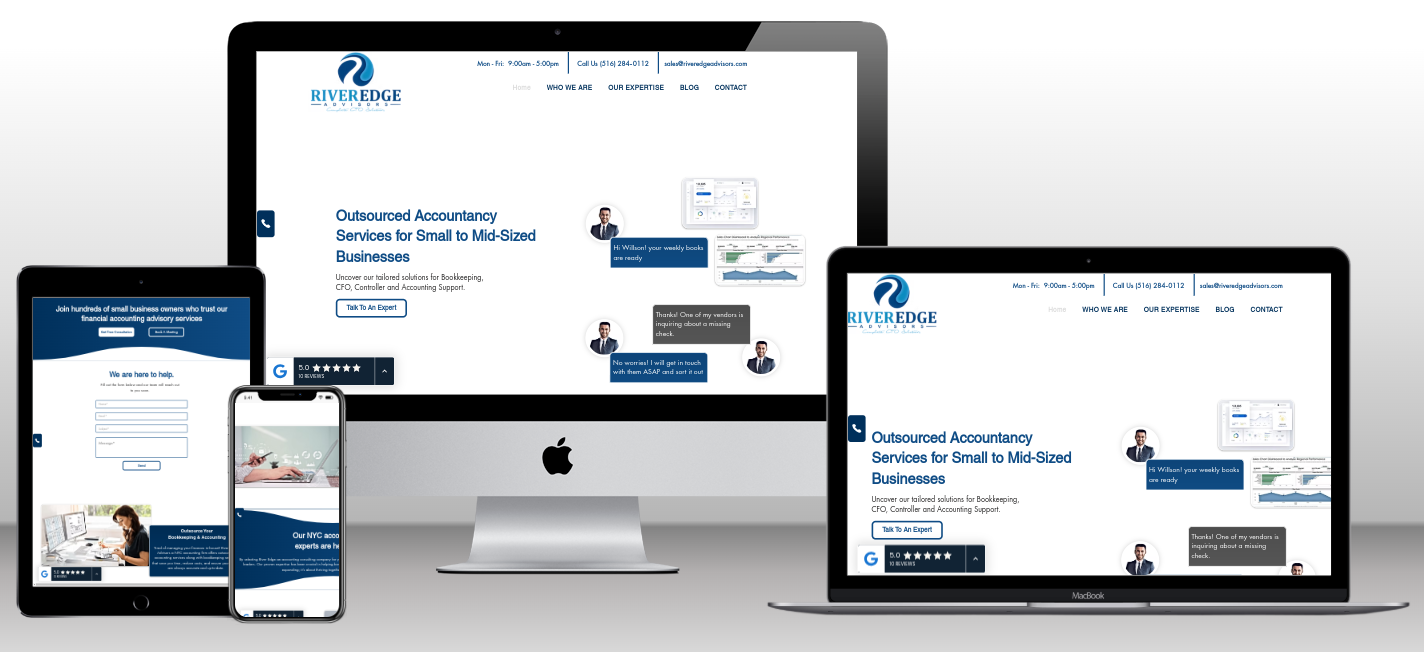 Mon - Fri: 9:00am - 5:00pm
Call Us (516) 284-0112
sales@riveredgeadvisors.com
RIVEREDGE
ADVISORS
Home
WHO WE ARE
OUR EXPERTISE
BLOG
CONTACT
Outsourced Accountancy
Services for Small to Mid-Sized
Businesses
Uncover our tailored solutions for Bookkeeping,
CFO, Controller and Accounting Support.
Talk To An Expert
Hi Willson! your weekly books
are ready
Thanks! One of my vendors is
inquiring about a missing
check.
No worries! I will get in touch
with them ASAP and sort it out
5.0
10 REVIEWS
Join hundreds of small business owners who trust our
financial accounting advisory services
We are here to help.
Send
Outsource Your
Bookkeeping & Accounting
Our NYC acco
experts are he
Mon - Fri: 9:00am - 5:00pm
Call Us (516) 284-0112
sales@riveredgeadvisors.com
RIVEREDGE
ADVISORS
Home
WHO WE ARE
OUR EXPERTISE
BLOG
CONTACT
Outsourced Accountancy
Services for Small to Mid-Sized
Businesses
Uncover our tailored solutions for Bookkeeping,
CFO, Controller and Accounting Support.
Talk To An Expert
Hi Willson! your weekly books
are ready
Thanks! One of my vendors is
inquiring about a missing
check.
5.0
10 REVIEWS
MacBook